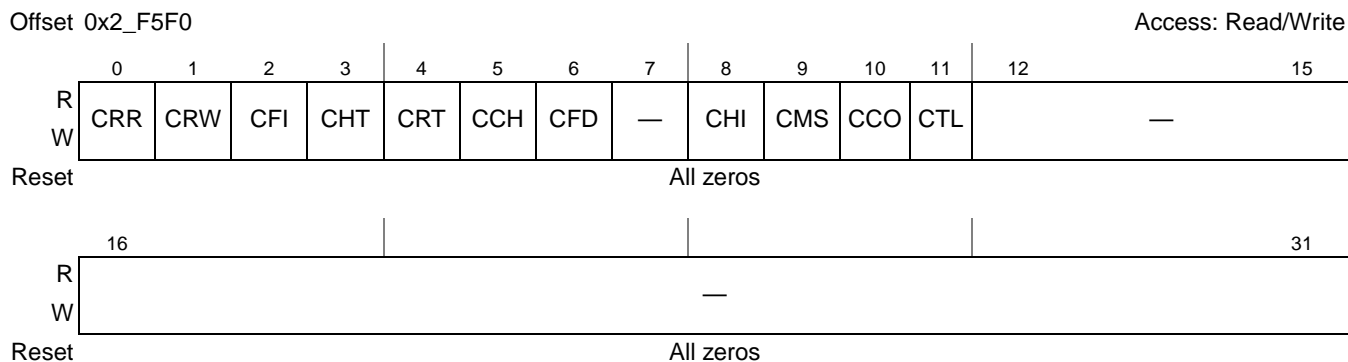 Offset 0x2_F5F0 Access: Read/Write
0 1 2 3 4 5 6 7 8 9 10 11 12 15
R
W
CRR CRW CFI CHT CRT CCH CFD — CHI CMS CCO CTL —
Reset All zeros
16 31
R
W
—
Reset All zeros